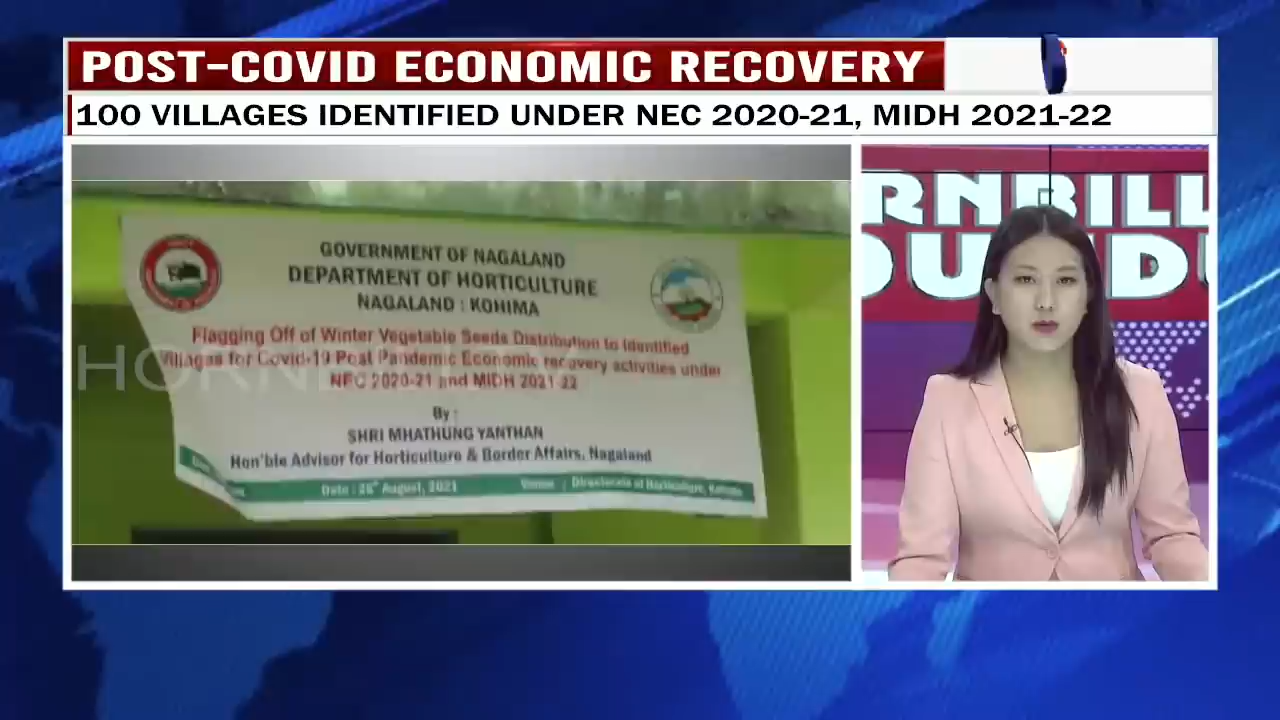 POST-COVID ECONOMIC RECOVERY
100 VILLAGES IDENTIFIED UNDER NEC 2020-21, MIDH 2021-22
GOVERNMENT OF NAGALAND
DEPARTMENT OF HORTICULTURE
NAGALAND : KOHIMA
Flagging Off of Winter Vegetable Seeds Distribution to Identified
Villages for Covid-19 Post Pandemic Economic recovery activities under
NEC 2020-21 and MIDH 2021-22
By :
SHRI MHATHUNG YANTHAN
Hon'ble Advisor for Horticulture & Border Affairs, Nagaland
Date : 26th August, 2021
Venue : Directorate of Horticulture, Kohima
HORN
RNBILL
OUND